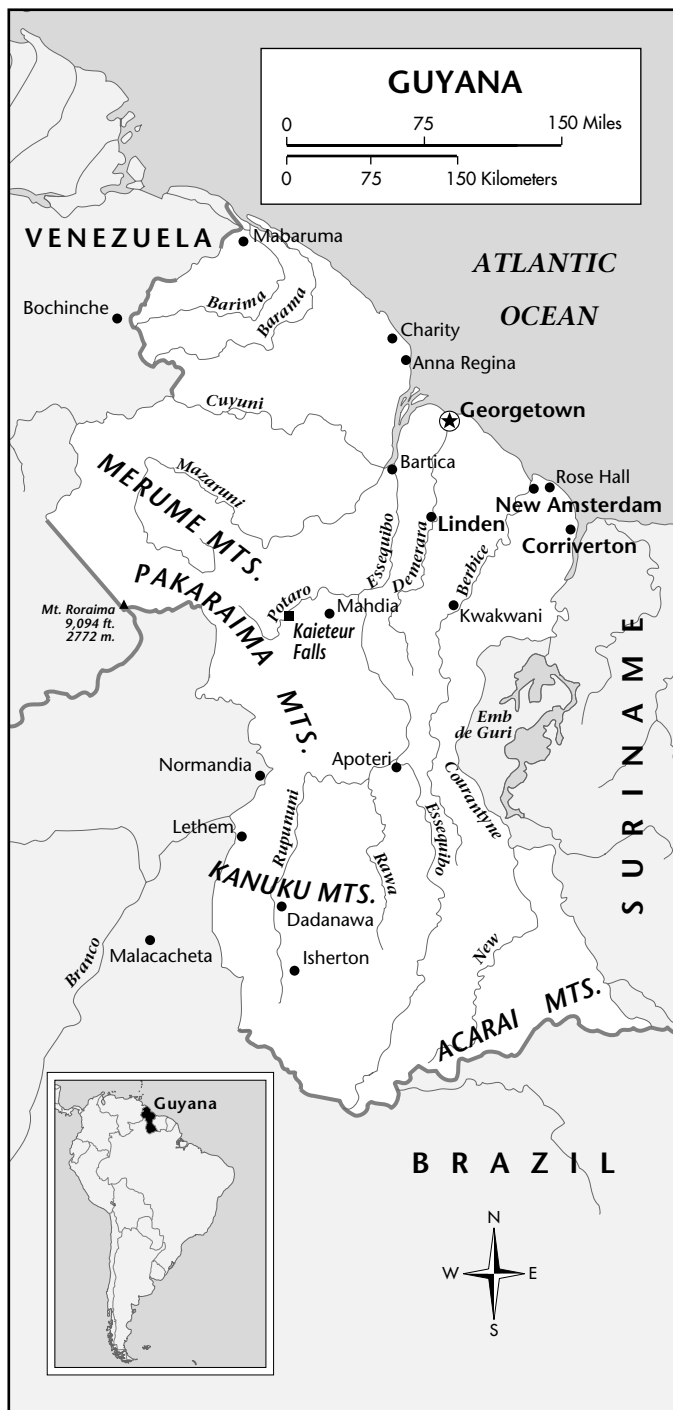 GUYANA
0 75 150 Miles
0 75 150 Kilometers
VENEZUELA
Mabaruma
ATLANTIC
OCEAN
Bochinche
Barima
Barama
Charity
Anna Regina
Cuyuni
Georgetown
Bartica
Mazaruni
MERUME MTS.
Rose Hall
New Amsterdam
Linden
Corriverton
Essequibo
Demerara
Berbice
PAKARAIMA MTS.
Mt. Roraima
9,094 ft.
2772 m.
Potaro
Mahdia
Kaieteur
Falls
Kwakwani
SURINAME
Emb
de Guri
Normandia
Apoteri
Courantyne
Rupununi
Essequibo
Lethem
Rawa
KANUKU MTS.
Dadanawa
Malacacheta
Isherton
Branco
New
ACARAI MTS.
Guyana
BRAZIL
N
W E
S